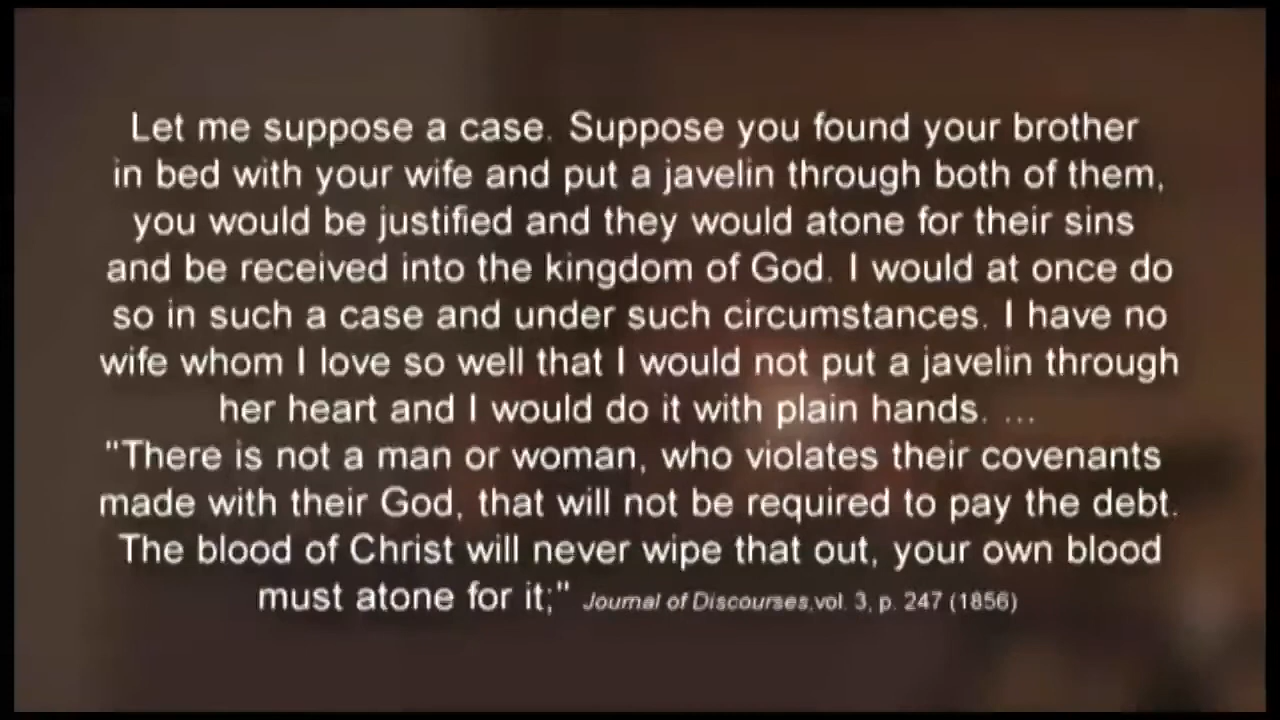 Let me suppose a case. Suppose you found your brother
in bed with your wife and put a javelin through both of them,
you would be justified and they would atone for their sins
and be received into the kingdom of God. I would at once do
so in such a case and under such circumstances. I have no
wife whom I love so well that I would not put a javelin through
her heart and I would do it with plain hands. ...
"There is not a man or woman, who violates their covenants
made with their God, that will not be required to pay the debt.
The blood of Christ will never wipe that out, your own blood
must atone for it;" Journal of Discourses,vol. 3, p. 247 (1856)